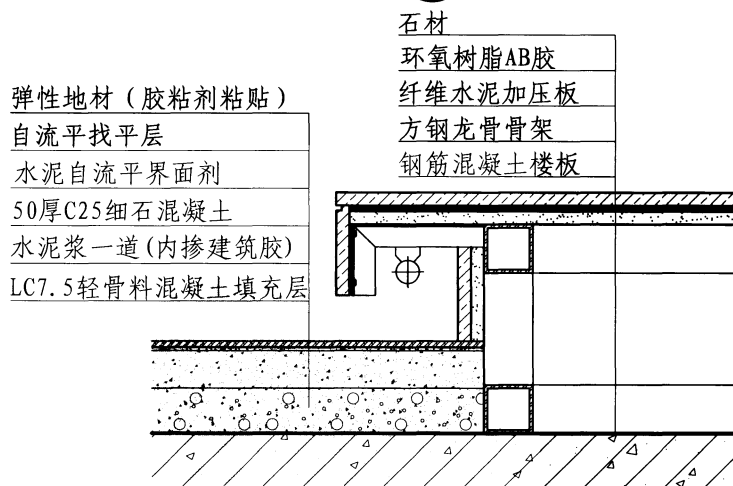 石材
环氧树脂AB胶
纤维水泥加压板
方钢龙骨骨架
钢筋混凝土楼板
弹性地材（胶粘剂粘贴）
自流平找平层
水泥自流平界面剂
50厚C25细石混凝土
水泥浆一道(内掺建筑胶)
LC7.5轻骨料混凝土填充层